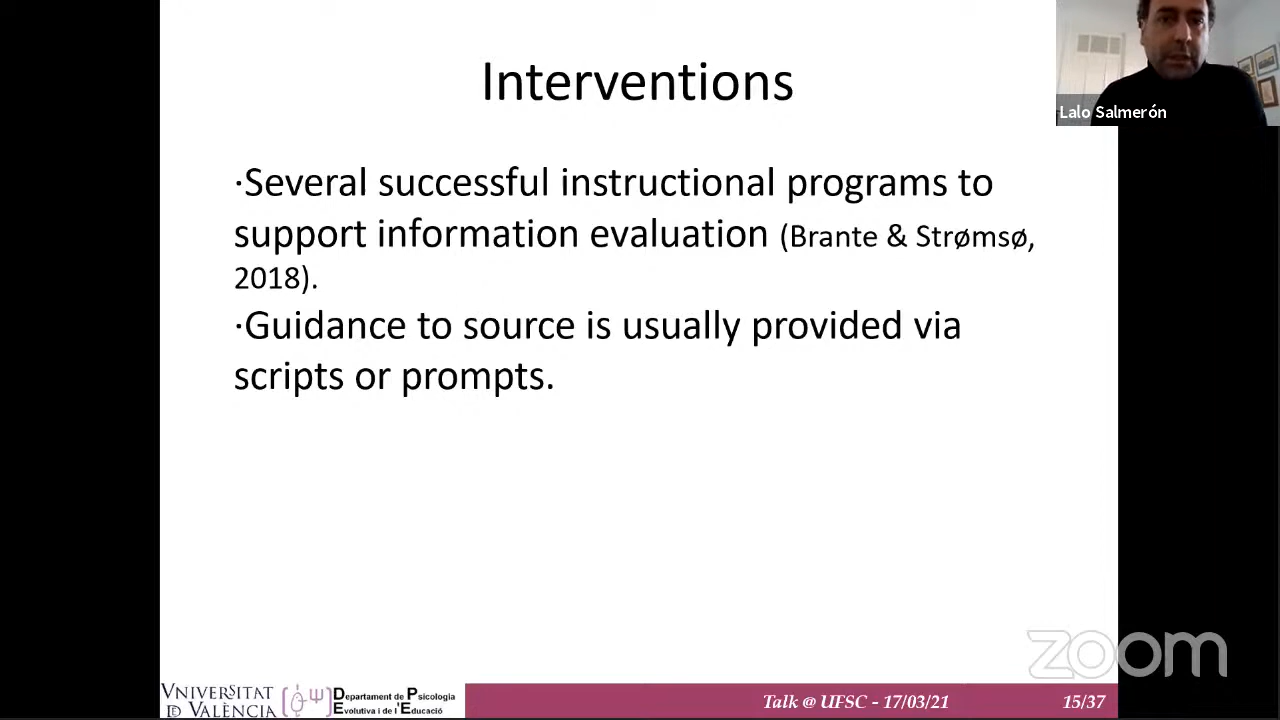 Interventions
Lalo Salmerón
·Several successful instructional programs to
support information evaluation (Brante & Strømsø,
2018).
·Guidance to source is usually provided via
scripts or prompts.
zoom
VNIVERSITAT
DE VALÈNCIA
Departament de Psicologia
Evolutiva i de l'Educació
Talk @ UFSC - 17/03/21
15/37